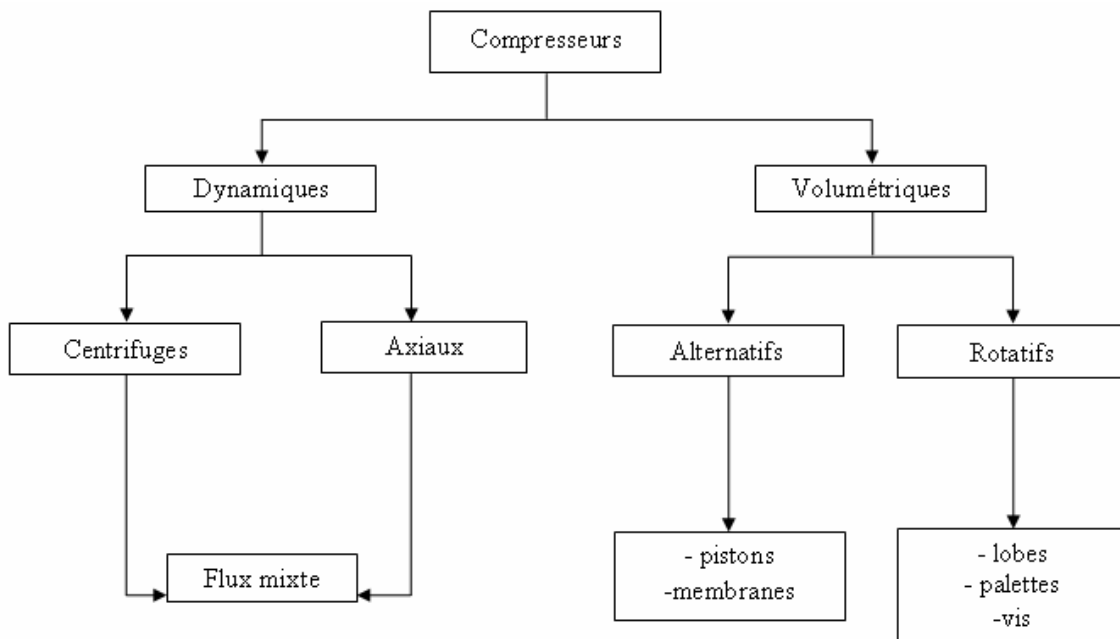 Compresseurs
Dynamiques
Volumétriques
Centrifuges
Axiaux
Alternatifs
Rotatifs
Flux mixte
- pistons
-membranes
- lobes
- palettes
-vis